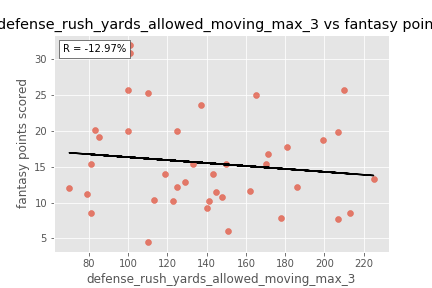 defense_rush_yards_allowed_moving_max_3 vs fantasy poin
R = -12.97%
fantasy points scored
30
25
20
15
10
5
80 100 120 140 160 180 200 220
defense_rush_yards_allowed_moving_max_3